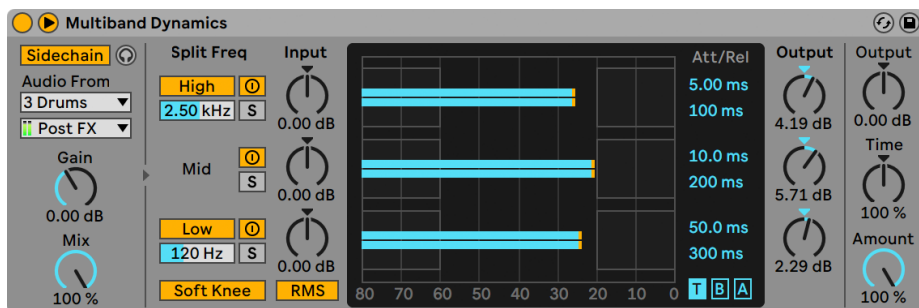 Multiband Dynamics
Sidechain
Audio From
3 Drums
Post FX
Gain
0.00 dB
Mix
100 %
Split Freq
High
2.50 kHz
S
Mid
S
Low
120 Hz
S
Soft Knee
Input
0.00 dB
0.00 dB
0.00 dB
RMS
80 70 60 50 40 30 20 10 0
Att/Rel
5.00 ms
100 ms
10.0 ms
200 ms
50.0 ms
300 ms
T B A
Output
4.19 dB
5.71 dB
2.29 dB
Output
0.00 dB
Time
100 %
Amount
100 %